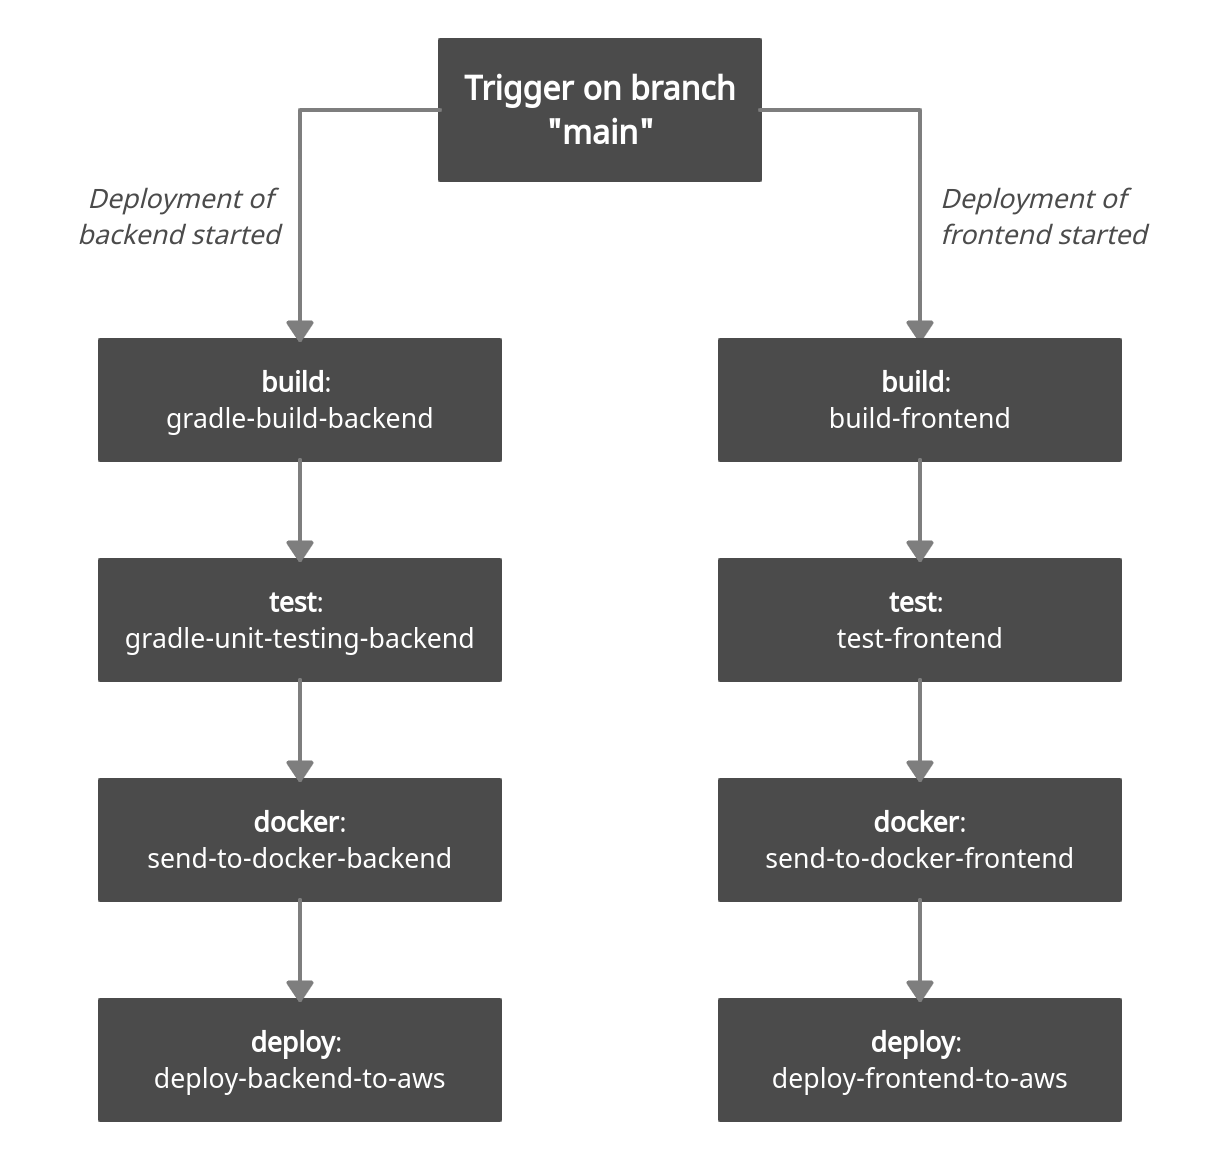 Trigger on branch
"main"
Deployment of
backend started
Deployment of
frontend started
build:
gradle-build-backend
build:
build-frontend
test:
gradle-unit-testing-backend
test:
test-frontend
docker:
send-to-docker-backend
docker:
send-to-docker-frontend
deploy:
deploy-backend-to-aws
deploy:
deploy-frontend-to-aws